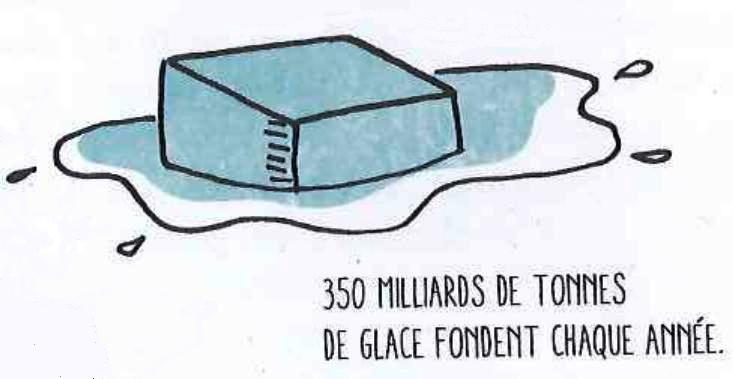 350 MILLIARDS DE TONNES
DE GLACE FONDENT CHAQUE ANNÉE.